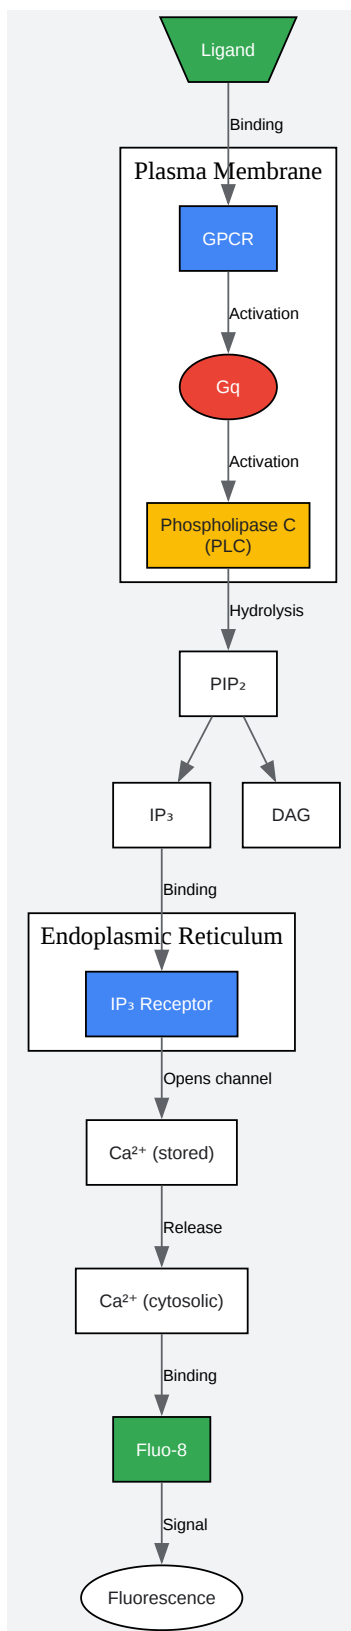 Ligand
Binding
Plasma Membrane
GPCR
Activation
Gq
Activation
Phospholipase C
(PLC)
Hydrolysis
PIP₂
IP₃
DAG
Binding
Endoplasmic Reticulum
IP₃ Receptor
Opens channel
Ca²⁺ (stored)
Release
Ca²⁺ (cytosolic)
Binding
Fluo-8
Signal
Fluorescence